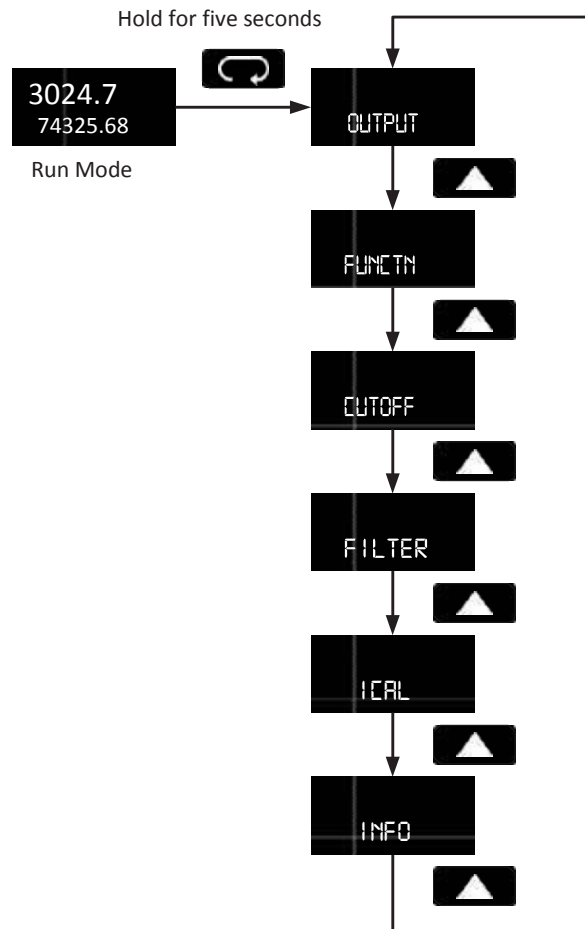 Hold for five seconds
3024.7
74325.68
Run Mode
OUTPUT
FUNCTN
CUTOFF
FILTER
ICAL
INFO